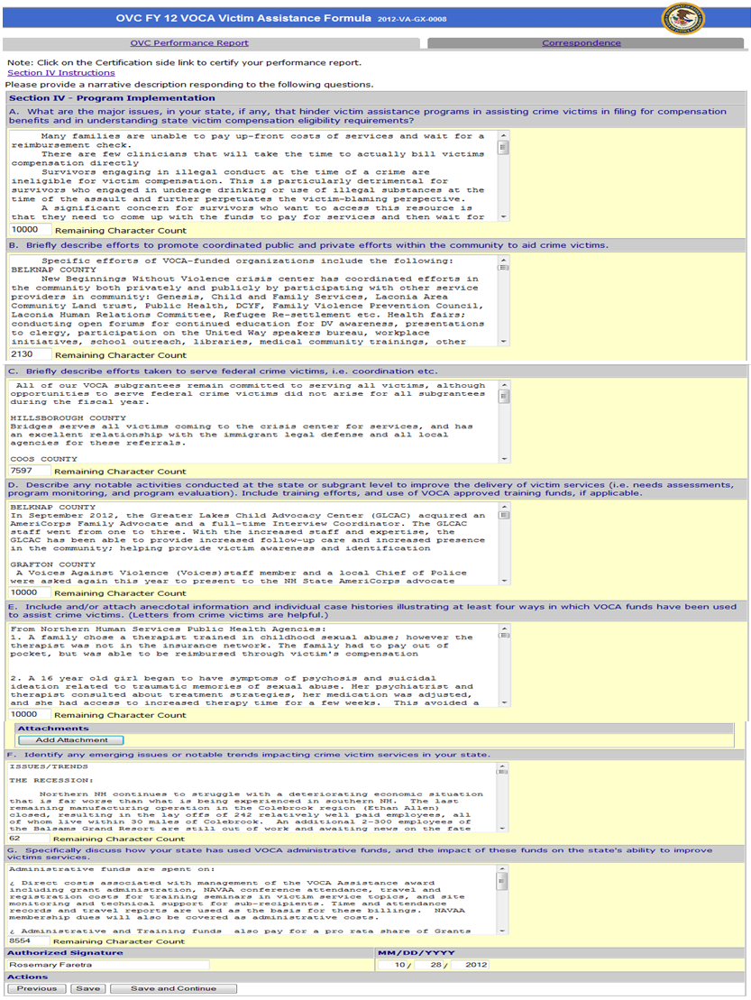 OVC FY 12 VOCA Victim Assistance Formula 2012-VA-GX-0008
OVC Performance Report
Correspondence
Note: Click on the Certification side link to certify your performance report.
Section IV Instructions
Please provide a narrative description responding to the following questions.
Section IV - Program Implementation
A. What are the major issues, in your state, if any, that hinder victim assistance programs in assisting crime victims in filing for compensation
benefits and in understanding state victim compensation eligibility requirements?
Many families are unable to pay up-front costs of services and wait for a
reimbursement check.
There are few clinicians that will take the time to actually bill victims
compensation directly
Survivors engaging in illegal conduct at the time of a crime are
ineligible for victim compensation. This is particularly detrimental for
survivors who engaged in underage drinking or use of illegal substances at the
time of the assault and further perpetuates the victim-blaming perspective.
A significant concern for survivors who want to access this resource is
that they need to come up with the funds to pay for services and then wait for
10000 Remaining Character Count
B. Briefly describe efforts to promote coordinated public and private efforts within the community to aid crime victims.
Specific efforts of VOCA-funded organizations include the following:
BELKNAP COUNTY
New Beginnings Without Violence crisis center has coordinated efforts in
the community both privately and publicly by participating with other service
providers in community: Genesis, Child and Family Services, Laconia Area
Community Land trust, Public Health, DCYF, Family Violence Prevention Council,
Laconia Human Relations Committee, Refugee Re-settlement etc. Health fairs;
conducting open forums for continued education for DV awareness, presentations
to clergy, participation on the United Way speakers bureau, workplace
initiatives, school outreach, libraries, medical community trainings, other
2130 Remaining Character Count
C. Briefly describe efforts taken to serve federal crime victims, i.e. coordination etc.
All of our VOCA subgrantees remain committed to serving all victims, although
opportunities to serve federal crime victims did not arise for all subgrantees
during the fiscal year.
HILLSBOROUGH COUNTY
Bridges serves all victims coming to the crisis center for services, and has
an excellent relationship with the immigrant legal defense and all local
agencies for these referrals.
COOS COUNTY
7597 Remaining Character Count
D. Describe any notable activities conducted at the state or subgrant level to improve the delivery of victim services (i.e. needs assessments,
program monitoring, and program evaluation). Include training efforts, and use of VOCA approved training funds, if applicable.
BELKNAP COUNTY
In September 2012, the Greater Lakes Child Advocacy Center (GLCAC) acquired an
AmeriCorps Family Advocate and a full-time Interview Coordinator. The GLCAC
staff went from one to three. With the increased staff and expertise, the
GLCAC has been able to provide increased follow-up care and increased presence
in the community; helping provide victim awareness and identification
GRAFTON COUNTY
A Voices Against Violence (Voices)staff member and a local Chief of Police
were asked again this year to present to the NH State AmeriCorps advocate
10000 Remaining Character Count
E. Include and/or attach anecdotal information and individual case histories illustrating at least four ways in which VOCA funds have been used
to assist crime victims. (Letters from crime victims are helpful.)
From Northern Human Services Public Health Agencies:
1. A family chose a therapist trained in childhood sexual abuse; however the
therapist was not in the insurance network. The family had to pay out of
pocket, but was able to be reimbursed through victim's compensation
2. A 16 year old girl began to have symptoms of psychosis and suicidal
ideation related to traumatic memories of sexual abuse. Her psychiatrist and
therapist consulted about treatment strategies, her medication was adjusted,
and she had access to increased therapy time for a few weeks. This avoided a
10000 Remaining Character Count
Attachments
Add Attachment
F. Identify any emerging issues or notable trends impacting crime victim services in your state.
ISSUES/TRENDS
THE RECESSION:
Northern NH continues to struggle with a deteriorating economic situation
that is far worse than what is being experienced in southern NH. The last
remaining manufacturing operation in the Colebrook region (Ethan Allen)
closed, resulting in the lay offs of 242 relatively well paid employees, all
of whom live within 30 miles of Colebrook. An additional 2-300 employees of
the Balsams Grand Resort are still out of work and awaiting news on the fate
62 Remaining Character Count
G. Specifically discuss how your state has used VOCA administrative funds, and the impact of these funds on the state's ability to improve
victims services.
Administrative funds are spent on:
¿ Direct costs associated with management of the VOCA Assistance award
including grant administration, NAVAA conference attendance, travel and
registration costs for training seminars in victim service topics, and site
monitoring and technical support for sub-recipients. Time and attendance
records and travel reports are used as the basis for these billings. NAVAA
membership dues will also be covered as administrative costs.
¿ Administrative and Training funds also pay for a pro rata share of Grants
8554 Remaining Character Count
Authorized Signature
MM/DD/YYYY
Rosemary Faretra
10/ 28/ 2012
Actions
Previous Save Save and Continue